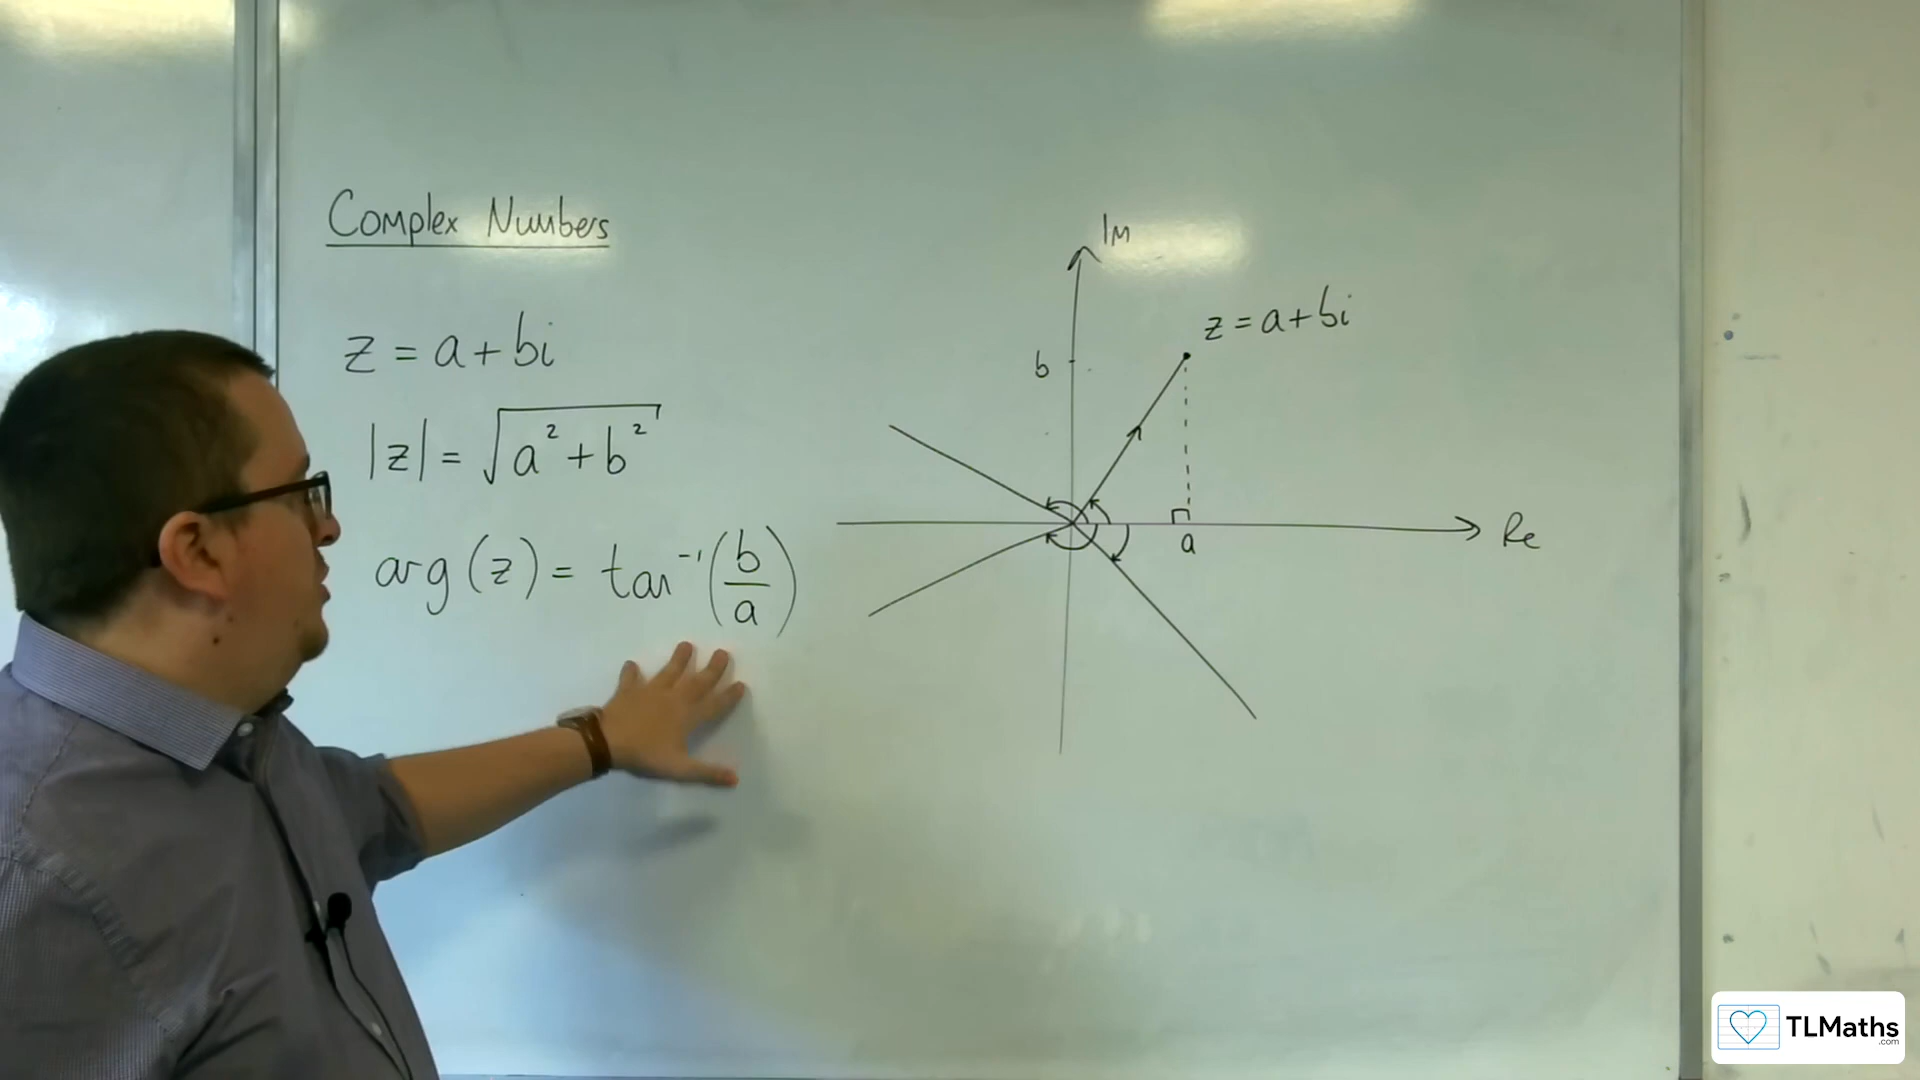 Complex Numbers
z = a + bi
|z| = √(a² + b²)
arg(z) = tan⁻¹(b/a)
Im
z = a + bi
b
a
Re
TLMaths
.com